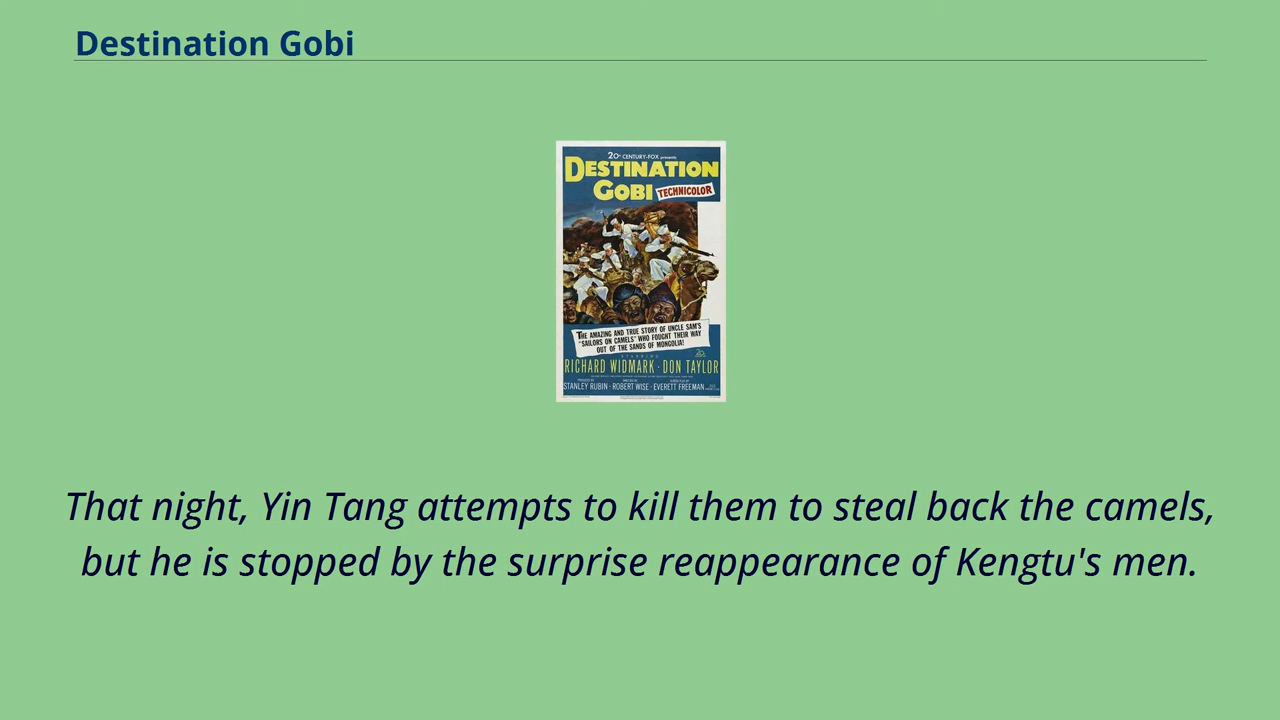 Destination Gobi
20th CENTURY-FOX presents
DESTINATION
GOBI TECHNICOLOR
THE AMAZING AND TRUE STORY OF UNCLE SAM'S
"SAILORS ON CAMELS" WHO FOUGHT THEIR WAY
OUT OF THE SANDS OF MONGOLIA!
STARRING
RICHARD WIDMARK · DON TAYLOR
STANLEY RUBIN · ROBERT WISE · EVERETT FREEMAN
That night, Yin Tang attempts to kill them to steal back the camels,
but he is stopped by the surprise reappearance of Kengtu's men.